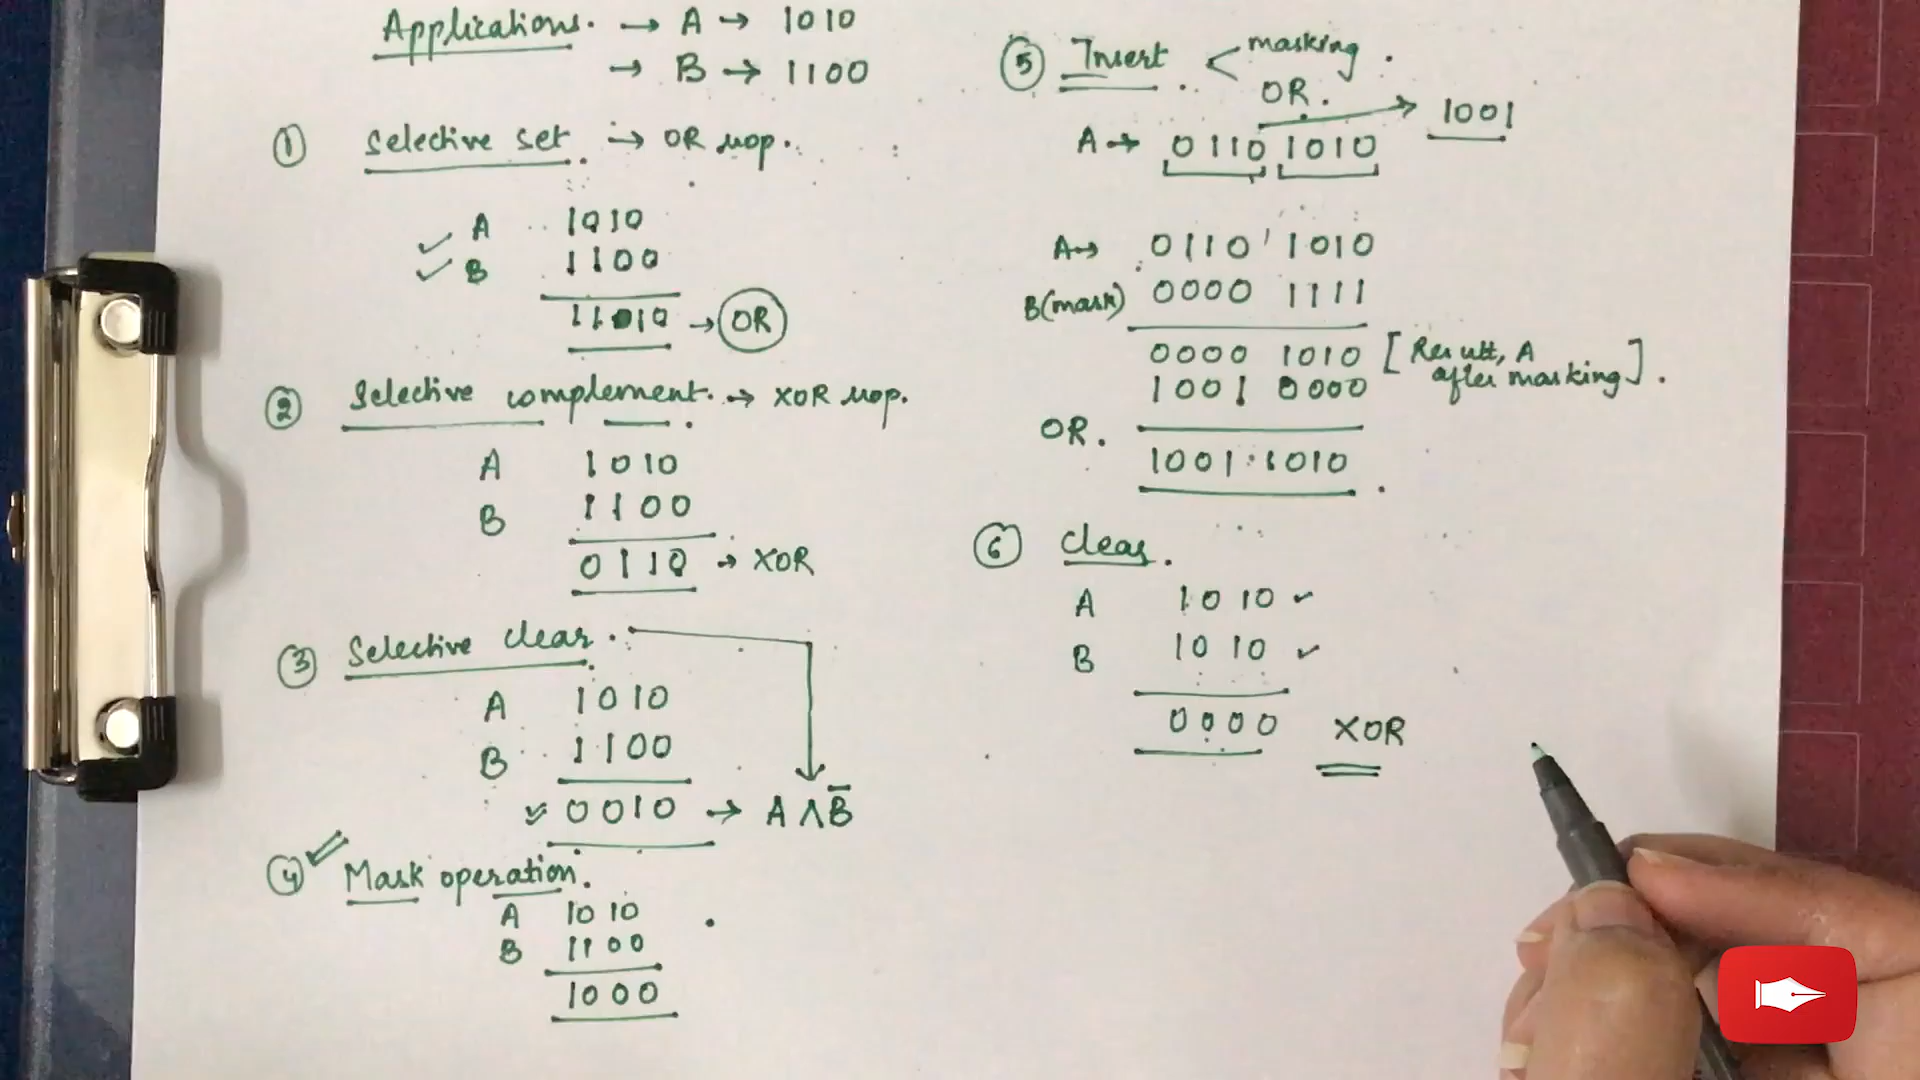 Applications. → A → 1010
→ B → 1100
① Selective set. → OR μop.
A 1010
B 1100
11010 → OR
② Selective complement. → XOR μop.
A 1010
B 1100
0110 → XOR
③ Selective clear.
A 1010
B 1100
0010 → A ∧ B̅
④ Mask operation.
A 1010
B 1100
1000
⑤ Insert < masking.
OR. → 1001
A → 0110 1010
A → 0110 1010
B(mask) 0000 1111
0000 1010 [Result, A
after masking].
1001 0000
OR.
1001 1010
⑥ Clear.
A 1010
B 1010
0000 XOR